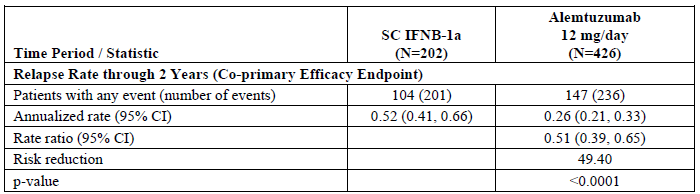 Time Period / Statistic
SC IFNB-1a
(N=202)
Alemtuzumab
12 mg/day
(N=426)
Relapse Rate through 2 Years (Co-primary Efficacy Endpoint)
Patients with any event (number of events) 104 (201) 147 (236)
Annualized rate (95% CI) 0.52 (0.41, 0.66) 0.26 (0.21, 0.33)
Rate ratio (95% CI) 0.51 (0.39, 0.65)
Risk reduction 49.40
p-value <0.0001